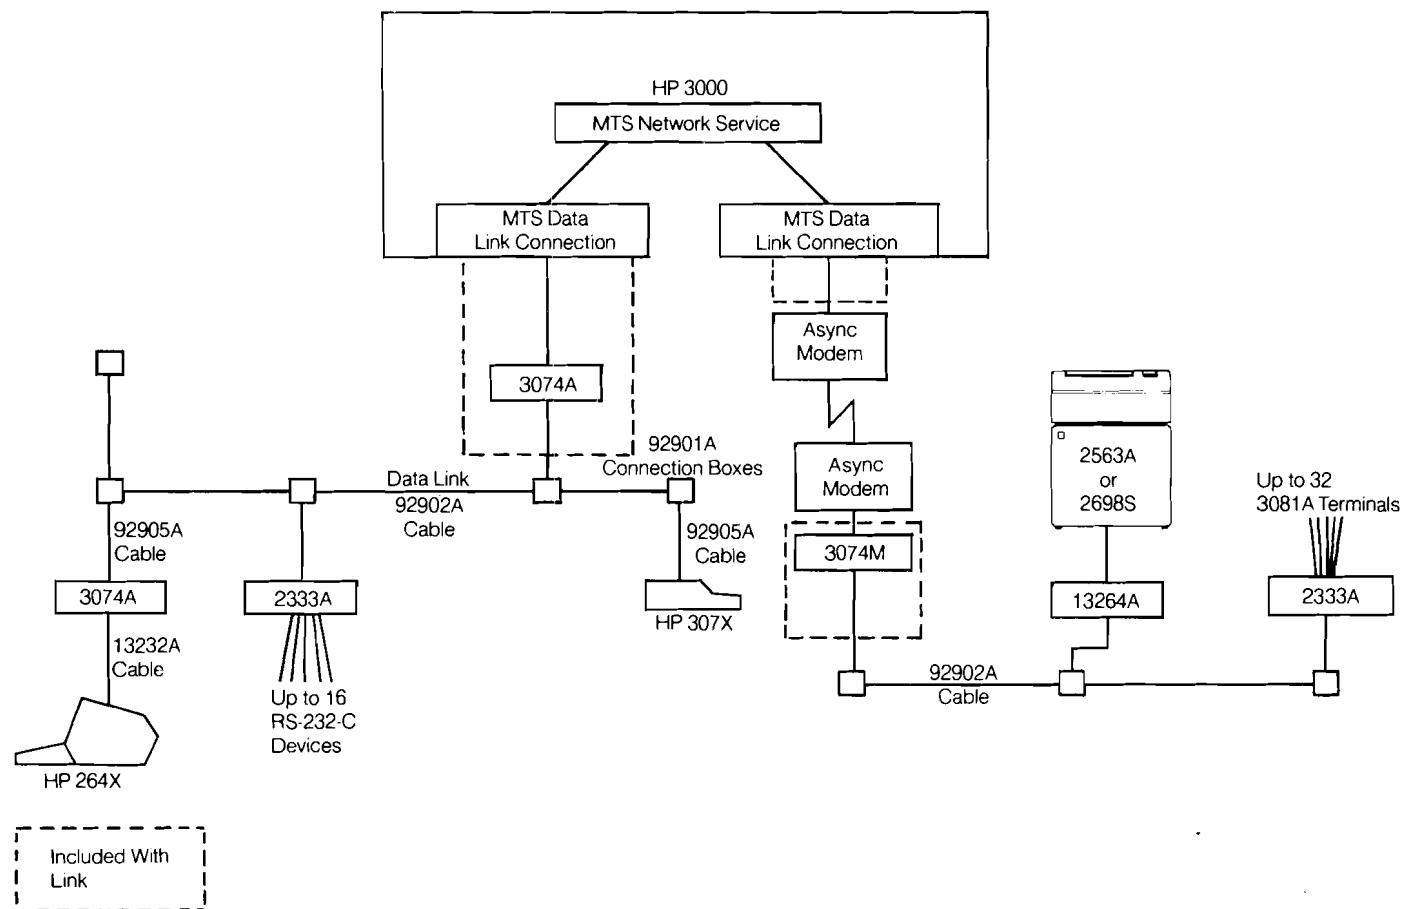 HP 3000
MTS Network Service
MTS Data
Link Connection
MTS Data
Link Connection
Async
Modem
3074A
92901A
Connection Boxes
Data Link
92902A
Cable
Async
Modem
2563A
or
2698S
Up to 32
3081A Terminals
92905A
Cable
92905A
Cable
3074M
3074A
2333A
HP 307X
13264A
2333A
13232A
Cable
Up to 16
RS-232-C
Devices
92902A
Cable
HP 264X
Included With
Link